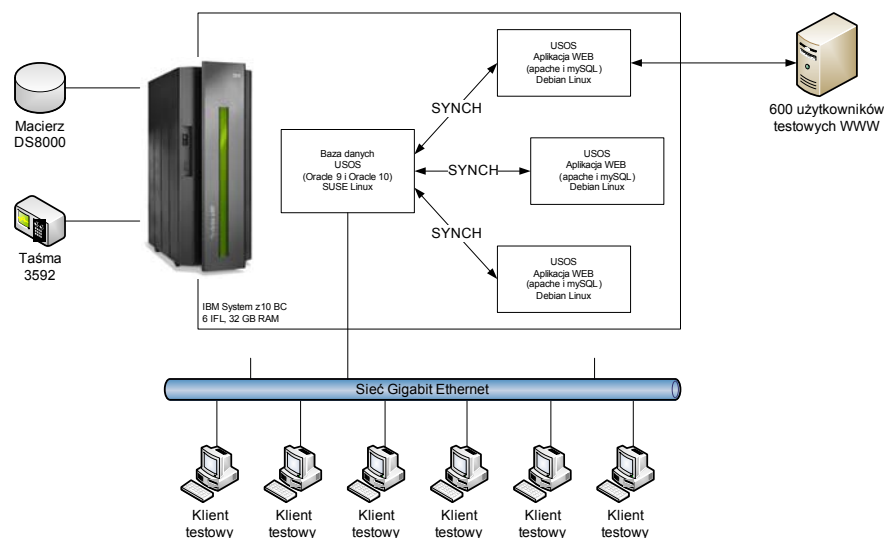 USOS
Aplikacja WEB
(apache i mySQL)
Debian Linux
600 użytkowników
testowych WWW
Macierz
DS8000
SYNCH
Baza danych
USOS
(Oracle 9 i Oracle 10)
SUSE Linux
SYNCH
USOS
Aplikacja WEB
(apache i mySQL)
Debian Linux
Taśma
3592
SYNCH
USOS
Aplikacja WEB
(apache i mySQL)
Debian Linux
IBM System z10 BC
6 IFL, 32 GB RAM
Sieć Gigabit Ethernet
Klient
testowy
Klient
testowy
Klient
testowy
Klient
testowy
Klient
testowy
Klient
testowy